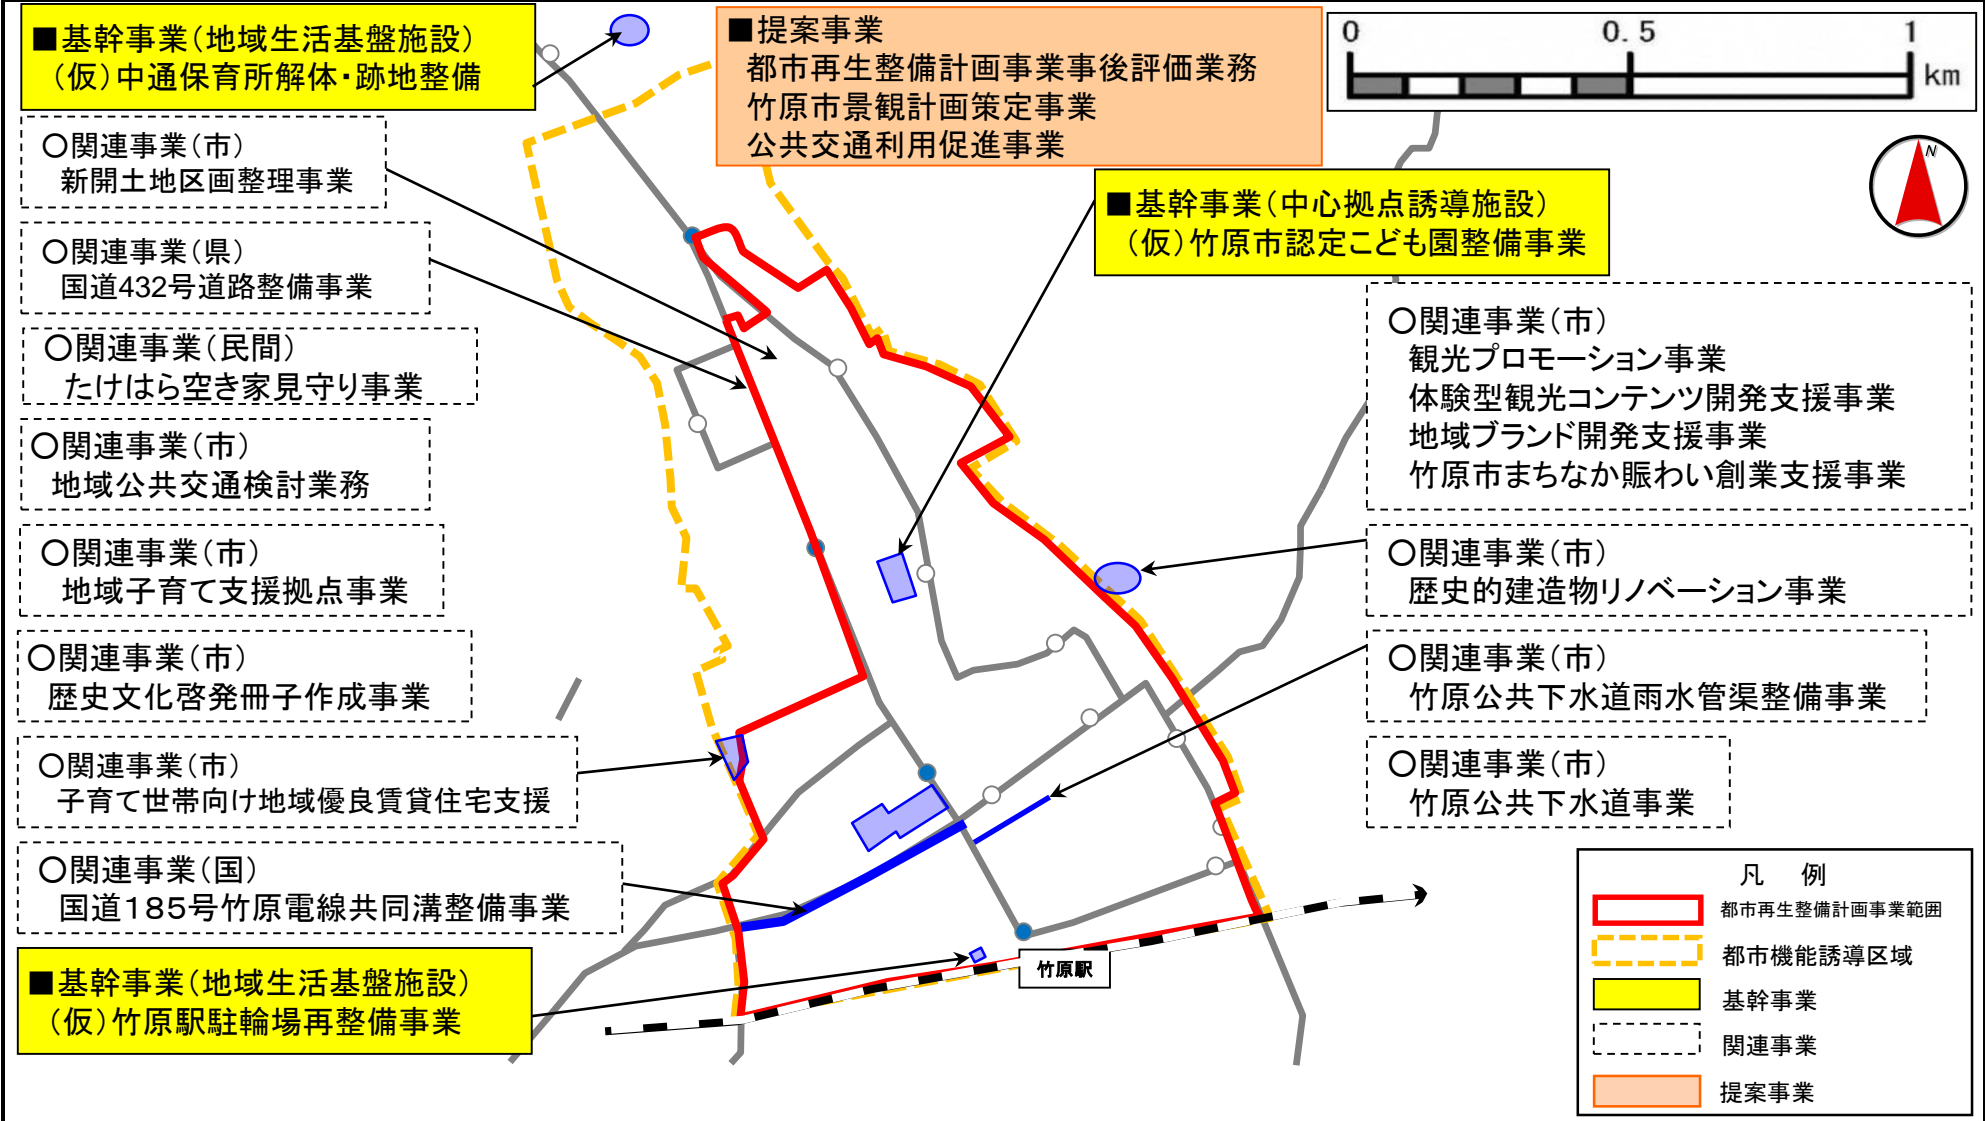 ■基幹事業(地域生活基盤施設)
(仮)中通保育所解体・跡地整備
■提案事業
都市再生整備計画事業事後評価業務
竹原市景観計画策定事業
公共交通利用促進事業
0 0.5 1
km
N
○関連事業(市)
新開土地区画整理事業
■基幹事業(中心拠点誘導施設)
(仮)竹原市認定こども園整備事業
○関連事業(県)
国道432号道路整備事業
○関連事業(民間)
たけはら空き家見守り事業
○関連事業(市)
地域公共交通検討業務
○関連事業(市)
地域子育て支援拠点事業
○関連事業(市)
歴史文化啓発冊子作成事業
○関連事業(市)
子育て世帯向け地域優良賃貸住宅支援
○関連事業(国)
国道185号竹原電線共同溝整備事業
■基幹事業(地域生活基盤施設)
(仮)竹原駅駐輪場再整備事業
○関連事業(市)
観光プロモーション事業
体験型観光コンテンツ開発支援事業
地域ブランド開発支援事業
竹原市まちなか賑わい創業支援事業
○関連事業(市)
歴史的建造物リノベーション事業
○関連事業(市)
竹原公共下水道雨水管渠整備事業
○関連事業(市)
竹原公共下水道事業
竹原駅
凡 例
都市再生整備計画事業範囲
都市機能誘導区域
基幹事業
関連事業
提案事業